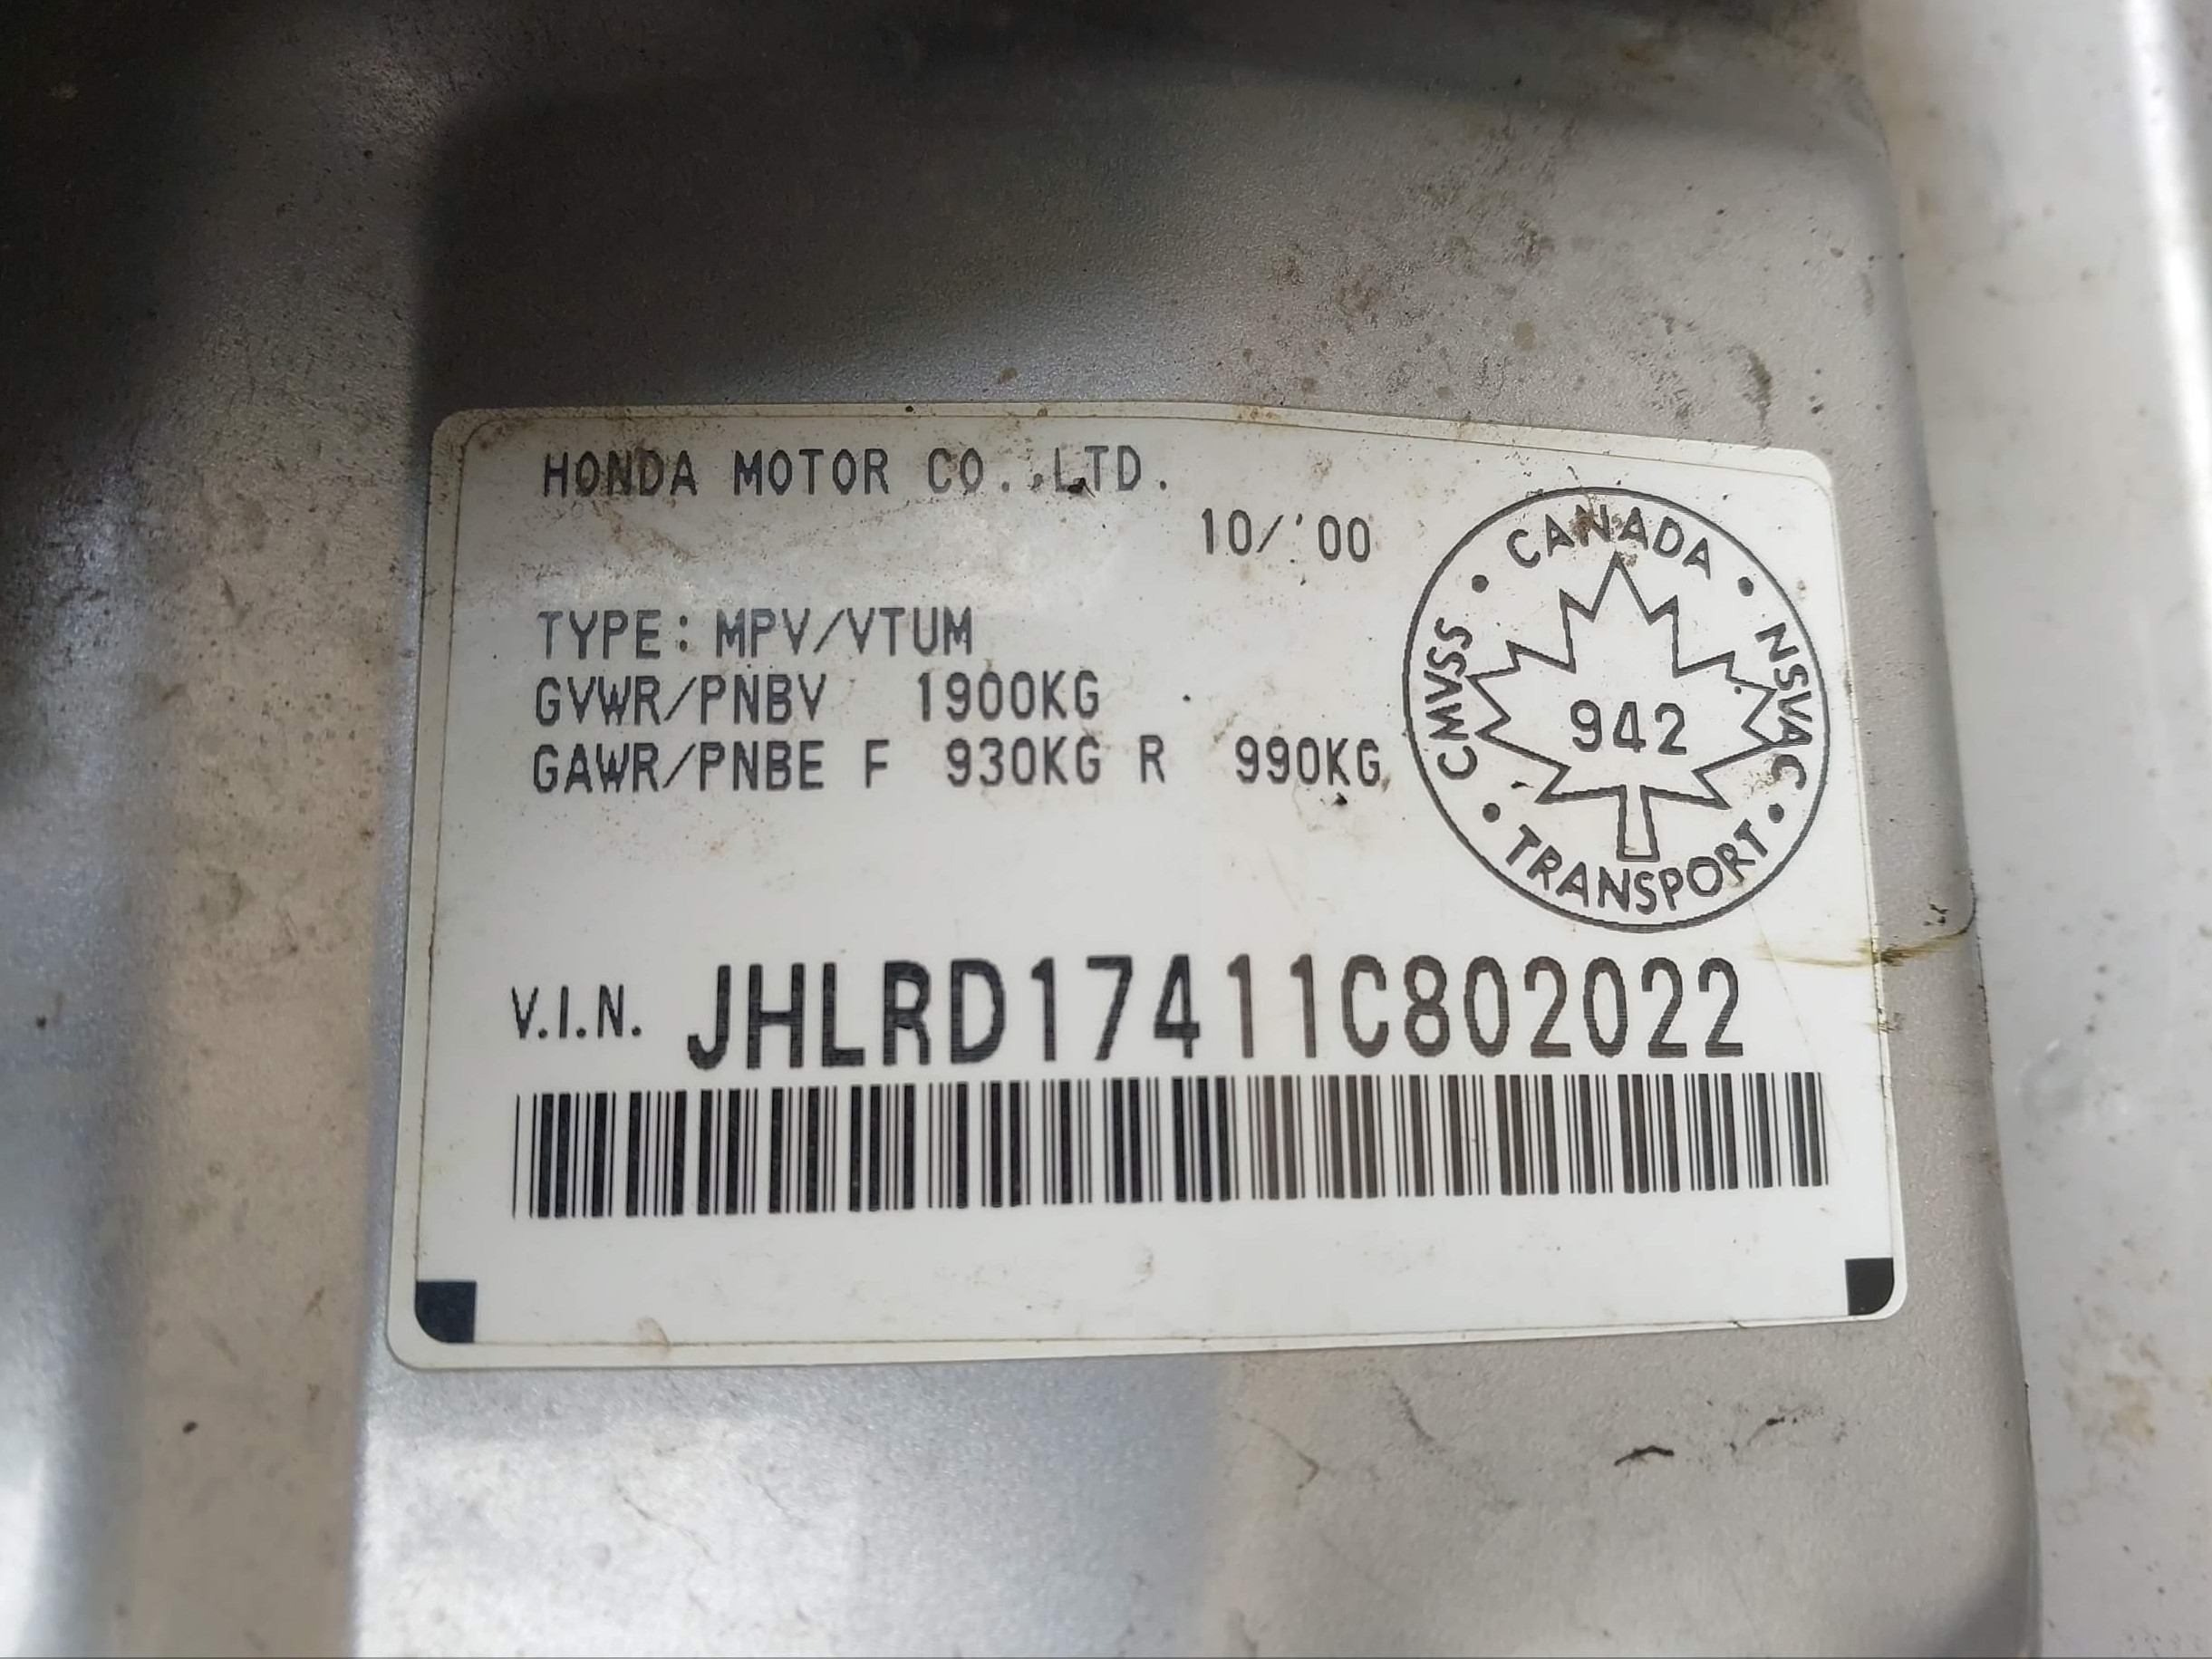 HONDA MOTOR CO.,LTD.
10/'00
TYPE: MPV/VTUM
GVWR/PNBV 1900KG
GAWR/PNBE F 930KG R 990KG
CANADA • NSVAC • TRANSPORT • CMVSS •
942
V.I.N. JHLRD17411C802022